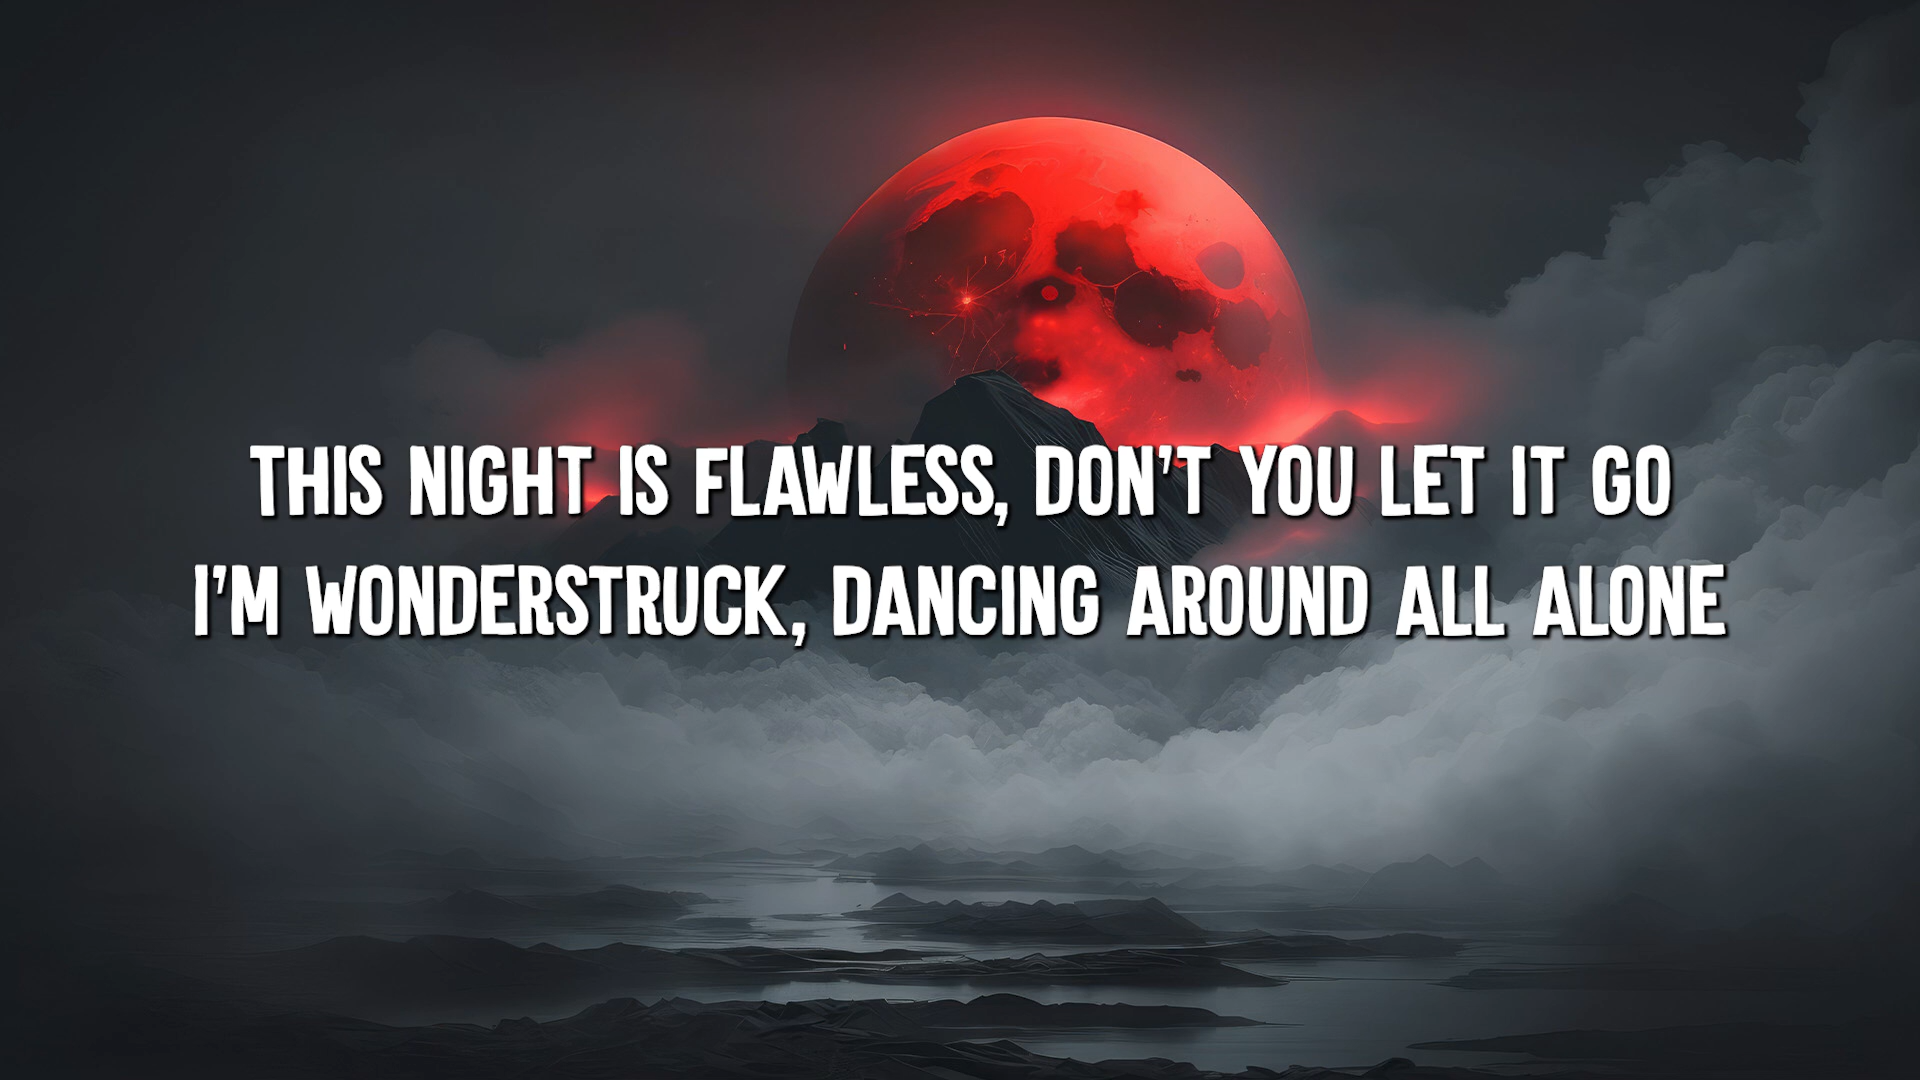 THIS NIGHT IS FLAWLESS, DON'T YOU LET IT GO
I'M WONDERSTRUCK, DANCING AROUND ALL ALONE